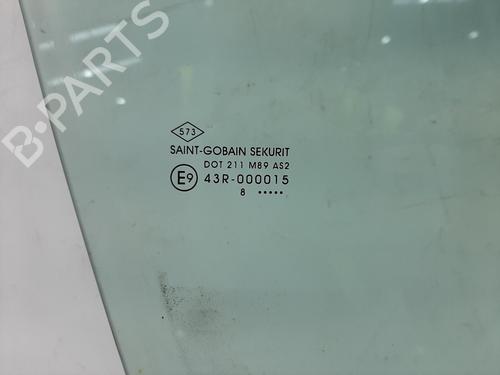 B-PARTS
573
SAINT-GOBAIN SEKURIT
DOT 211 M89 AS2
E9 43R-000015
8 •••••